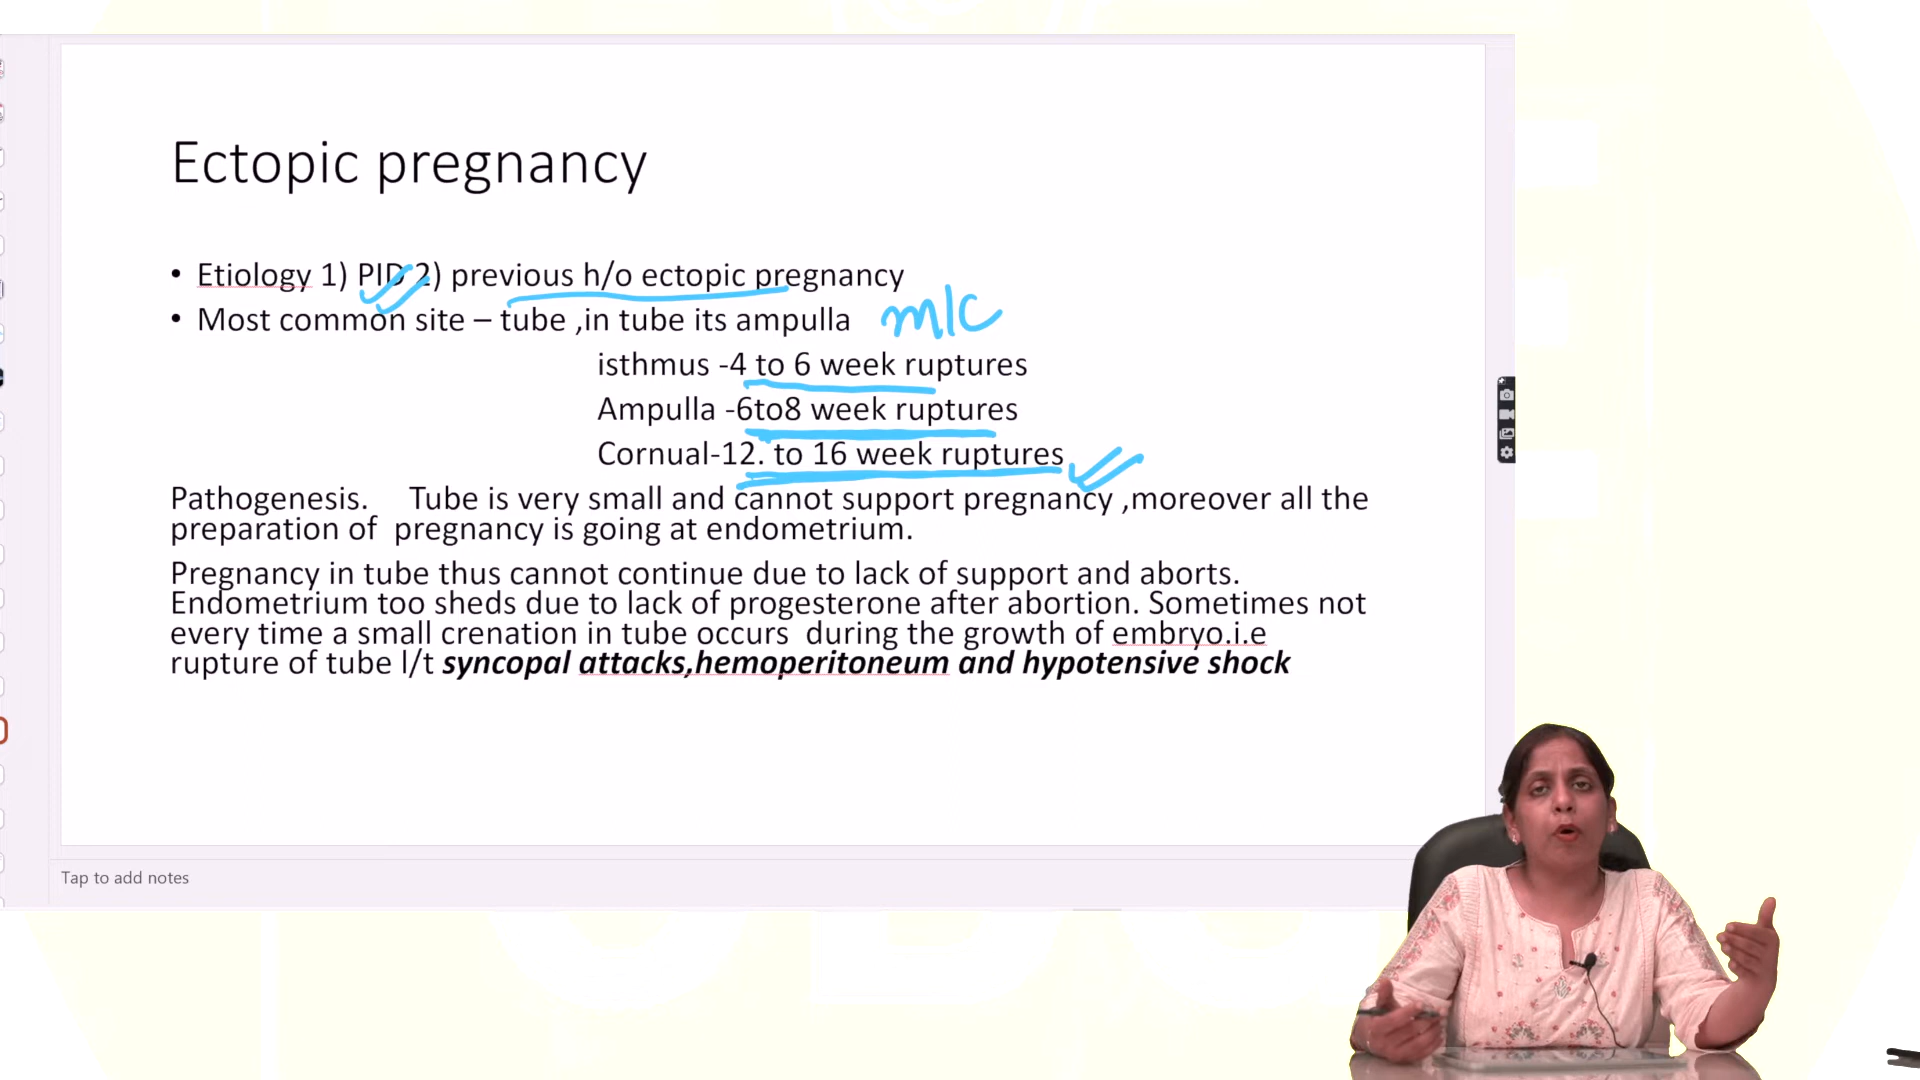 Ectopic pregnancy
• Etiology 1) PID 2) previous h/o ectopic pregnancy
• Most common site – tube ,in tube its ampulla m/c
isthmus -4 to 6 week ruptures
Ampulla -6to8 week ruptures
Cornual-12. to 16 week ruptures
Pathogenesis. Tube is very small and cannot support pregnancy ,moreover all the
preparation of pregnancy is going at endometrium.
Pregnancy in tube thus cannot continue due to lack of support and aborts.
Endometrium too sheds due to lack of progesterone after abortion. Sometimes not
every time a small crenation in tube occurs during the growth of embryo.i.e
rupture of tube l/t syncopal attacks,hemoperitoneum and hypotensive shock
Tap to add notes